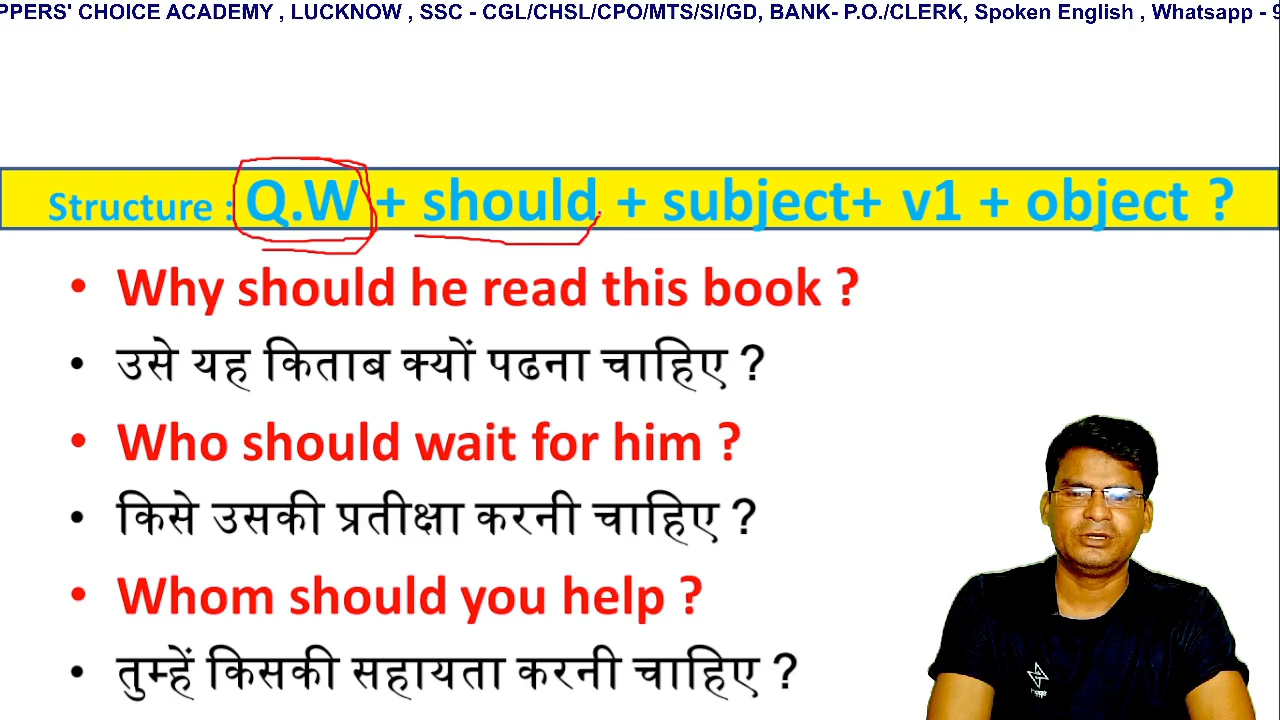 PPERS' CHOICE ACADEMY , LUCKNOW , SSC - CGL/CHSL/CPO/MTS/SI/GD, BANK- P.O./CLERK, Spoken English , Whatsapp - 9
Structure : Q.W + should + subject+ v1 + object ?
• Why should he read this book ?
• उसे यह किताब क्यों पढना चाहिए ?
• Who should wait for him ?
• किसे उसकी प्रतीक्षा करनी चाहिए ?
• Whom should you help ?
• तुम्हें किसकी सहायता करनी चाहिए ?